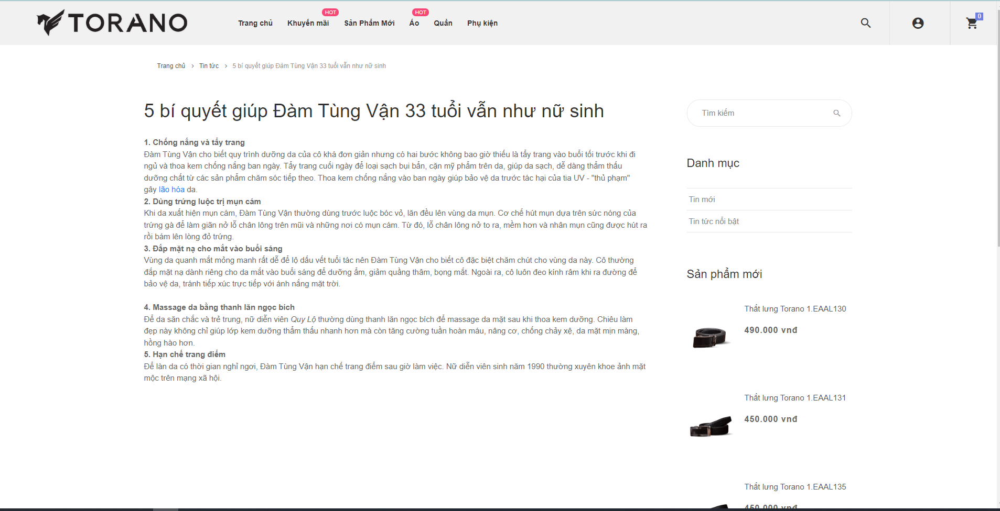 TORANO
Trang chủ
Khuyến mãi
HOT
Sản Phẩm Mới
Áo
HOT
Quần
Phụ kiện
0
Trang chủ > Tin tức > 5 bí quyết giúp Đàm Tùng Vận 33 tuổi vẫn như nữ sinh
5 bí quyết giúp Đàm Tùng Vận 33 tuổi vẫn như nữ sinh
1. Chống nắng và tẩy trang
Đàm Tùng Vận cho biết quy trình dưỡng da của cô khá đơn giản nhưng có hai bước không bao giờ thiếu là tẩy trang vào buổi tối trước khi đi
ngủ và thoa kem chống nắng ban ngày. Tẩy trang cuối ngày để loại sạch bụi bẩn, cặn mỹ phẩm trên da, giúp da sạch, dễ dàng thẩm thấu
dưỡng chất từ các sản phẩm chăm sóc tiếp theo. Thoa kem chống nắng vào ban ngày giúp bảo vệ da trước tác hại của tia UV - "thủ phạm"
gây lão hóa da.
2. Dùng trứng luộc trị mụn cám
Khi da xuất hiện mụn cám, Đàm Tùng Vận thường dùng trước luộc bóc vỏ, lăn đều lên vùng da mụn. Cơ chế hút mụn dựa trên sức nóng của
trứng gà để làm giãn nở lỗ chân lông trên mũi và những nơi có mụn cám. Từ đó, lỗ chân lông nở to ra, mềm hơn và nhân mụn cũng được hút ra
rồi bám lên lòng đỏ trứng.
3. Đắp mặt nạ cho mắt vào buổi sáng
Vùng da quanh mắt mỏng manh rất dễ để lộ dấu vết tuổi tác nên Đàm Tùng Vận cho biết cô đặc biệt chăm chút cho vùng da này. Cô thường
đắp mặt nạ dành riêng cho da mắt vào buổi sáng để dưỡng ẩm, giảm quầng thâm, bọng mắt. Ngoài ra, cô luôn đeo kính râm khi ra đường để
bảo vệ da, tránh tiếp xúc trực tiếp với ánh nắng mặt trời.
4. Massage da bằng thanh lăn ngọc bích
Để da săn chắc và trẻ trung, nữ diễn viên Quy Lộ thường dùng thanh lăn ngọc bích để massage da mặt sau khi thoa kem dưỡng. Chiêu làm
đẹp này không chỉ giúp lớp kem dưỡng thẩm thấu nhanh hơn mà còn tăng cường tuần hoàn máu, nâng cơ, chống chảy xệ, da mặt mịn màng,
hồng hào hơn.
5. Hạn chế trang điểm
Để làn da có thời gian nghỉ ngơi, Đàm Tùng Vận hạn chế trang điểm sau giờ làm việc. Nữ diễn viên sinh năm 1990 thường xuyên khoe ảnh mặt
mộc trên mạng xã hội.
Tìm kiếm
Danh mục
Tin mới
Tin tức nổi bật
Sản phẩm mới
Thắt lưng Torano 1.EAAL130
490.000 vnđ
Thắt lưng Torano 1.EAAL131
450.000 vnđ
Thắt lưng Torano 1.EAAL135
450.000 vnđ